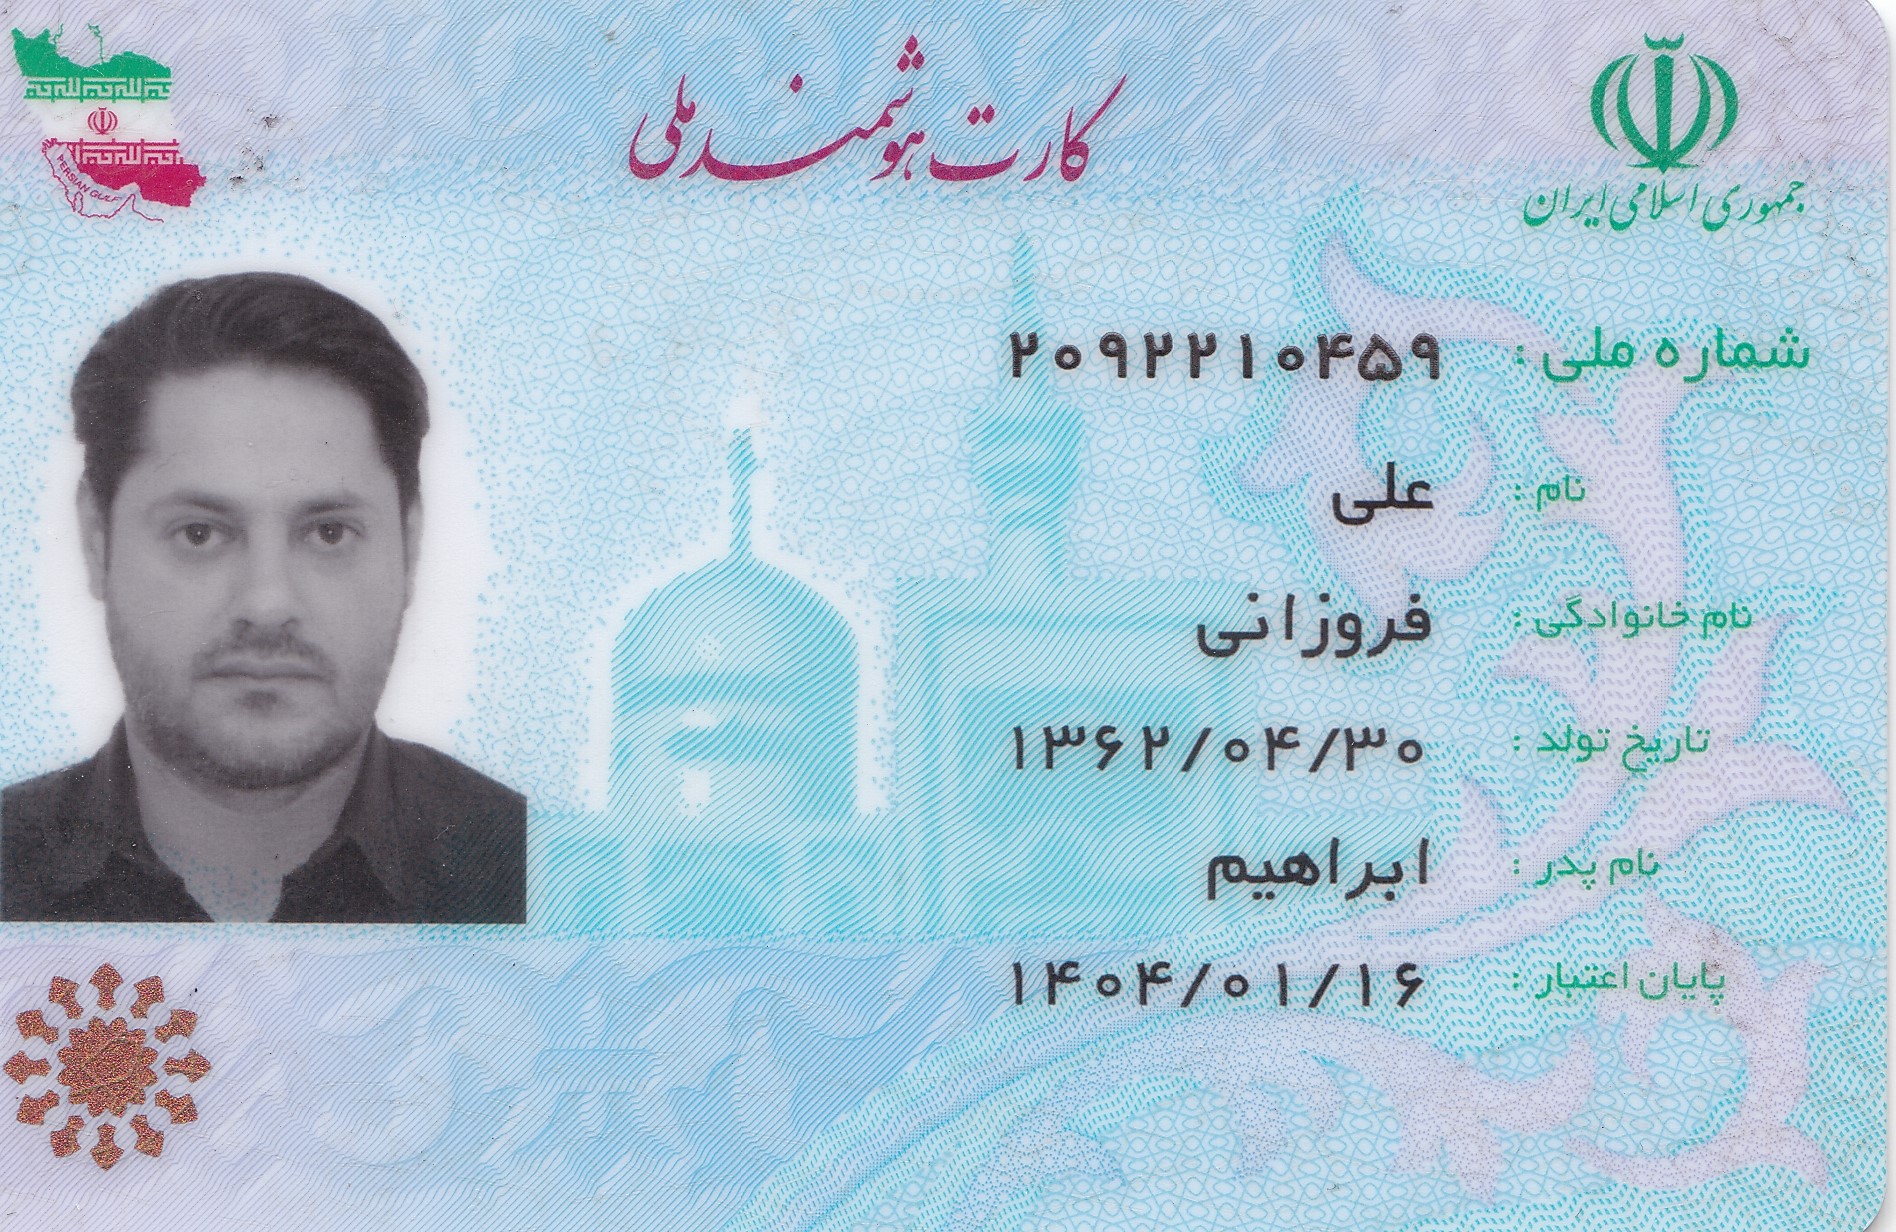 کارت هوشمند ملی
جمهوری اسلامی ایران
PERSIAN GULF
شماره ملی : ۲۰۹۲۲۱۰۴۵۹
نام : علی
نام خانوادگی : فروزانی
تاریخ تولد : ۱۳۶۲/۰۴/۳۰
نام پدر : ابراهیم
پایان اعتبار : ۱۴۰۴/۰۱/۱۶